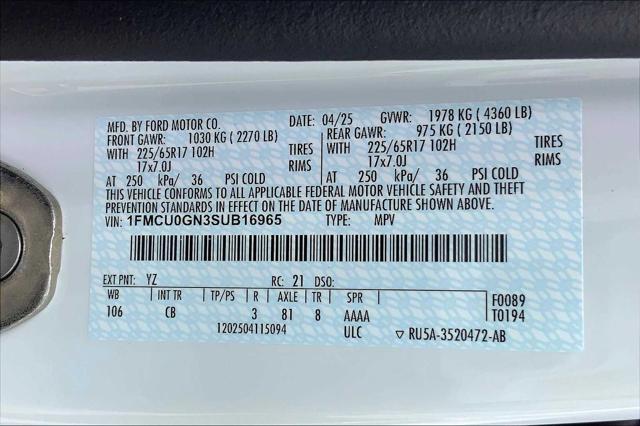 MFD. BY FORD MOTOR CO. DATE: 04/25 GVWR: 1978 KG ( 4360 LB)
FRONT GAWR: 1030 KG ( 2270 LB) REAR GAWR: 975 KG ( 2150 LB)
WITH 225/65R17 102H TIRES WITH 225/65R17 102H TIRES
17x7.0J RIMS 17x7.0J RIMS
AT 250 kPa/ 36 PSI COLD AT 250 kPa/ 36 PSI COLD
THIS VEHICLE CONFORMS TO ALL APPLICABLE FEDERAL MOTOR VEHICLE SAFETY AND THEFT
PREVENTION STANDARDS IN EFFECT ON THE DATE OF MANUFACTURE SHOWN ABOVE.
VIN: 1FMCU0GN3SUB16965 TYPE: MPV
EXT PNT: YZ RC: 21 DSO:
WB INT TR TP/PS R AXLE TR SPR F0089
106 CB 3 81 8 AAAA T0194
1202504115094 ULC ▽ RU5A-3520472-AB